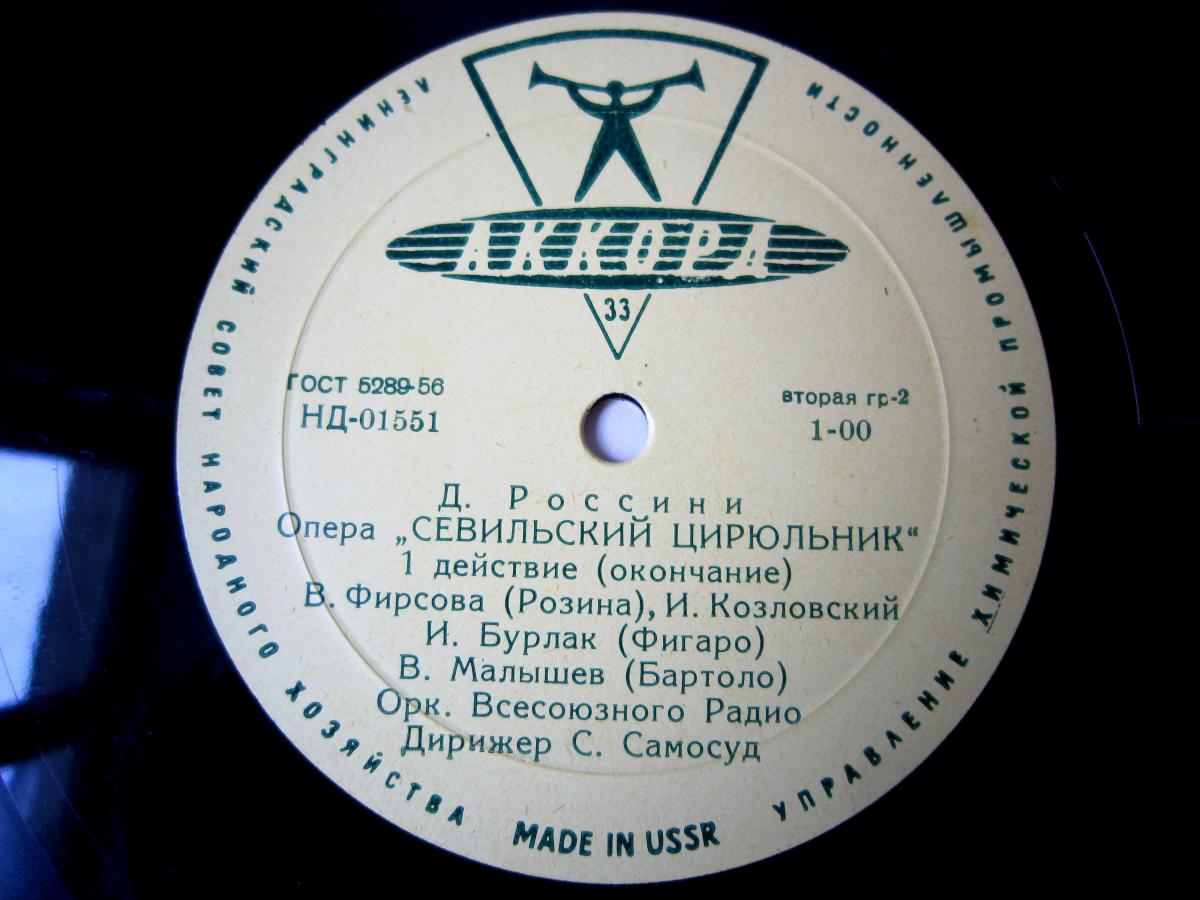 АККОРД
33
ГОСТ 5289-56
НД-01551
вторая гр-2
1-00
Д. Россини
Опера „СЕВИЛЬСКИЙ ЦИРЮЛЬНИК“
1 действие (окончание)
В. Фирсова (Розина), И. Козловский
И. Бурлак (Фигаро)
В. Малышев (Бартоло)
Орк. Всесоюзного Радио
Дирижер С. Самосуд
ЛЕНИНГРАДСКИЙ СОВЕТ НАРОДНОГО ХОЗЯЙСТВА
MADE IN USSR
УПРАВЛЕНИЕ ХИМИЧЕСКОЙ ПРОМЫШЛЕННОСТИ